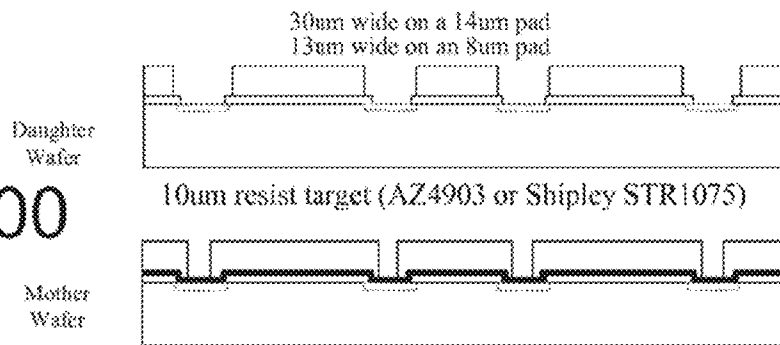 30um wide on a 14um pad
13um wide on an 8um pad
Daughter
Wafer
10um resist target (AZ4903 or Shipley STR1075)
00
Mother
Wafer